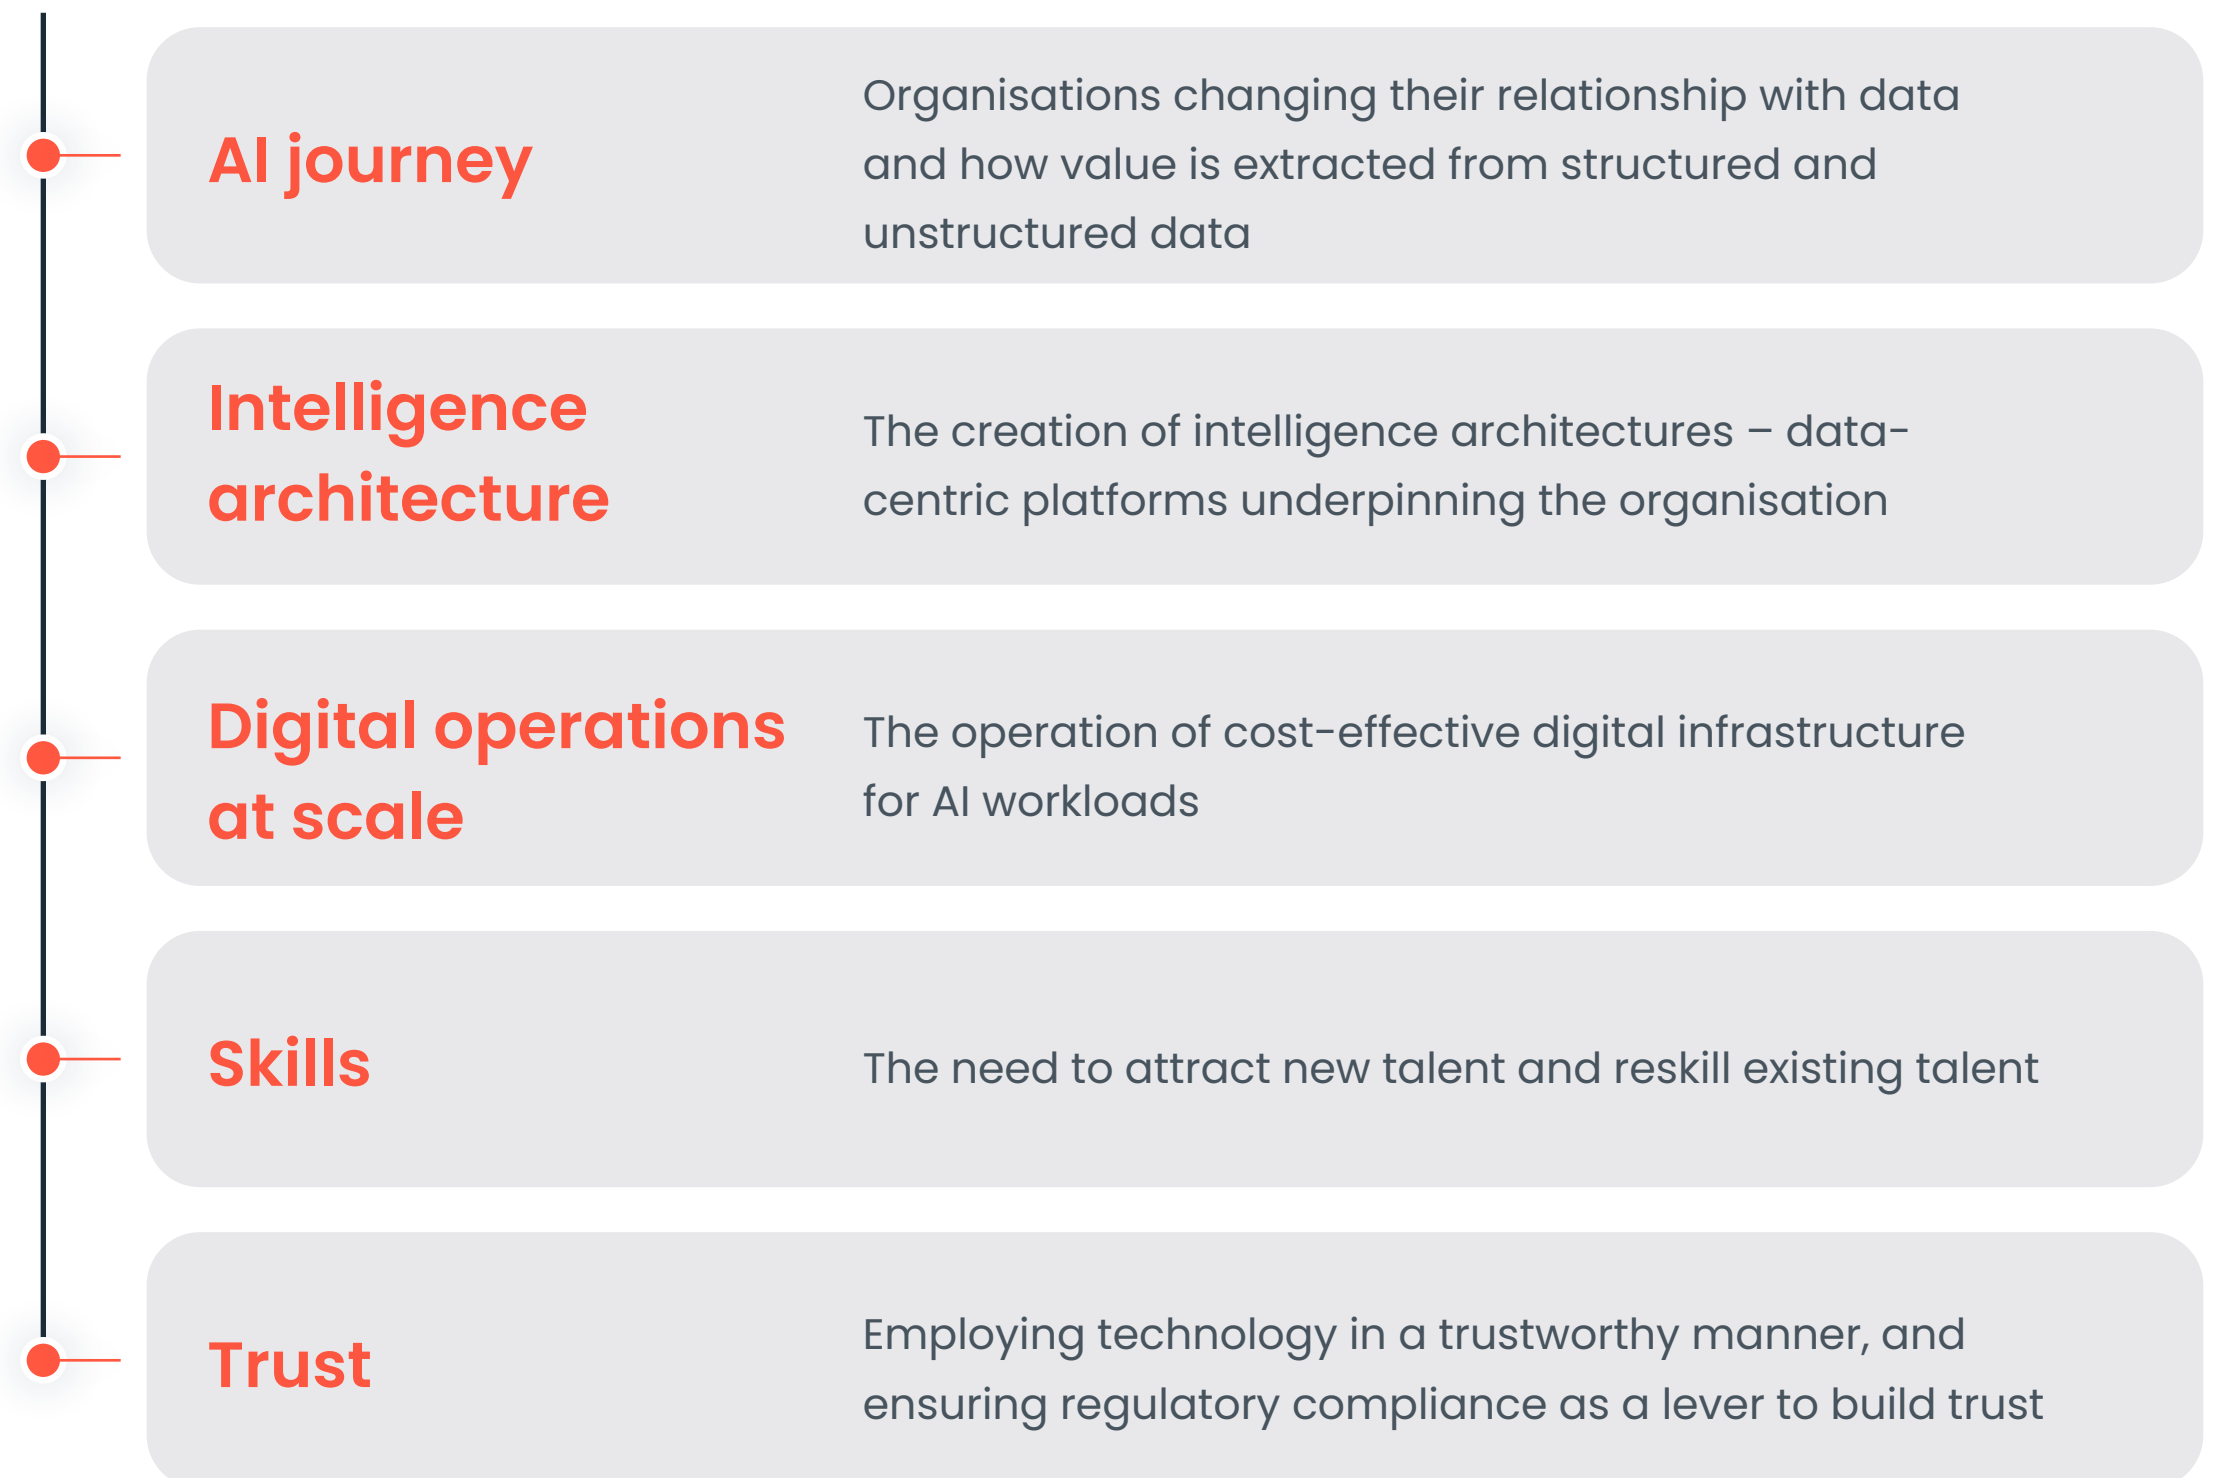 AI journey
Organisations changing their relationship with data
and how value is extracted from structured and
unstructured data
Intelligence
architecture
The creation of intelligence architectures – data-
centric platforms underpinning the organisation
Digital operations
at scale
The operation of cost-effective digital infrastructure
for AI workloads
Skills
The need to attract new talent and reskill existing talent
Trust
Employing technology in a trustworthy manner, and
ensuring regulatory compliance as a lever to build trust